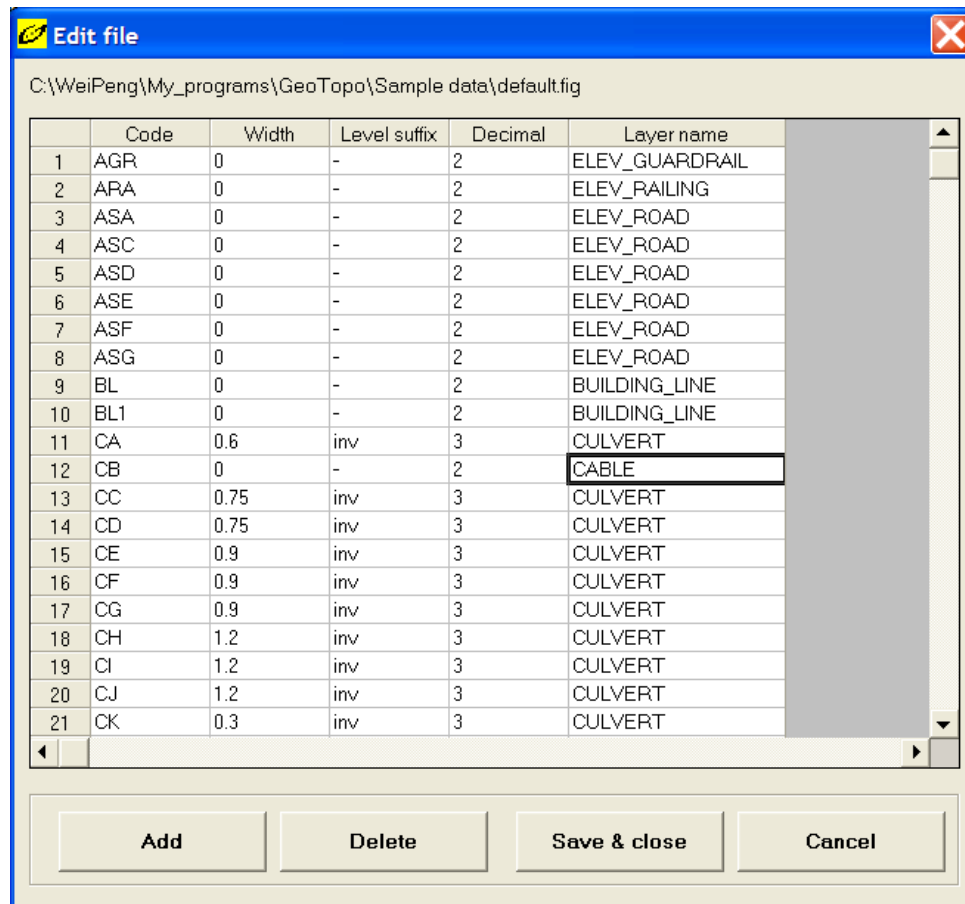 Edit file
C:\WeiPeng\My_programs\GeoTopo\Sample data\default.fig
Code Width Level suffix Decimal Layer name
1 AGR 0 - 2 ELEV_GUARDRAIL
2 ARA 0 - 2 ELEV_RAILING
3 ASA 0 - 2 ELEV_ROAD
4 ASC 0 - 2 ELEV_ROAD
5 ASD 0 - 2 ELEV_ROAD
6 ASE 0 - 2 ELEV_ROAD
7 ASF 0 - 2 ELEV_ROAD
8 ASG 0 - 2 ELEV_ROAD
9 BL 0 - 2 BUILDING_LINE
10 BL1 0 - 2 BUILDING_LINE
11 CA 0.6 inv 3 CULVERT
12 CB 0 - 2 CABLE
13 CC 0.75 inv 3 CULVERT
14 CD 0.75 inv 3 CULVERT
15 CE 0.9 inv 3 CULVERT
16 CF 0.9 inv 3 CULVERT
17 CG 0.9 inv 3 CULVERT
18 CH 1.2 inv 3 CULVERT
19 CI 1.2 inv 3 CULVERT
20 CJ 1.2 inv 3 CULVERT
21 CK 0.3 inv 3 CULVERT
Add Delete Save & close Cancel